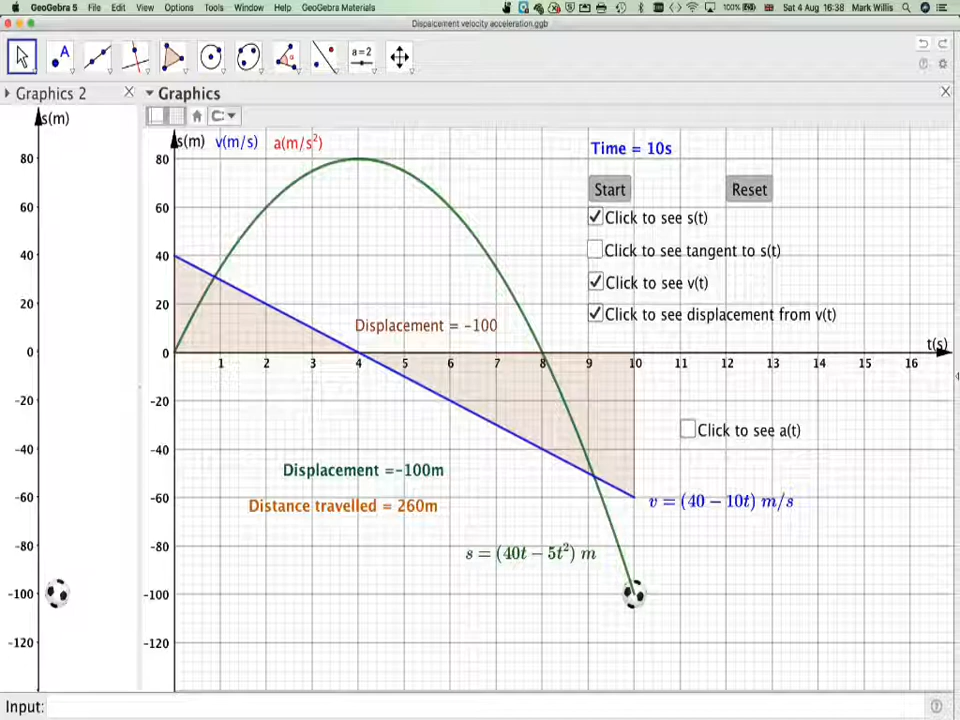 GeoGebra 5 File Edit View Options Tools Window Help GeoGebra Materials 100% Sat 4 Aug 16:38 Mark Willis
Dispalcement velocity acceleration.ggb
A a=2
Graphics 2 Graphics
s(m) s(m) v(m/s) a(m/s²)
Time = 10s
80 80
Start Reset
60 60
Click to see s(t)
Click to see tangent to s(t)
40 40
Click to see v(t)
20 20
Click to see displacement from v(t)
Displacement = -100
t(s)
0 0
1 2 3 4 5 6 7 8 9 10 11 12 13 14 15 16
-20 -20
Click to see a(t)
-40 -40
Displacement =-100m
-60 -60
v = (40 − 10t) m/s
Distance travelled = 260m
-80 -80
s = (40t − 5t²) m
-100 -100
-120 -120
Input: